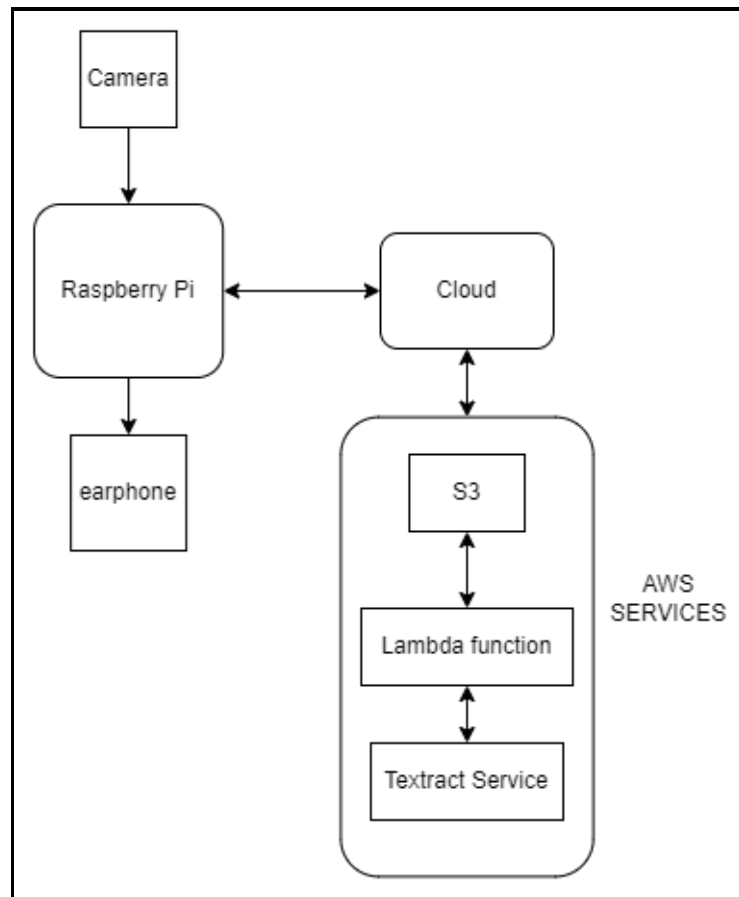 Camera
Raspberry Pi
Cloud
earphone
S3
AWS
SERVICES
Lambda function
Textract Service